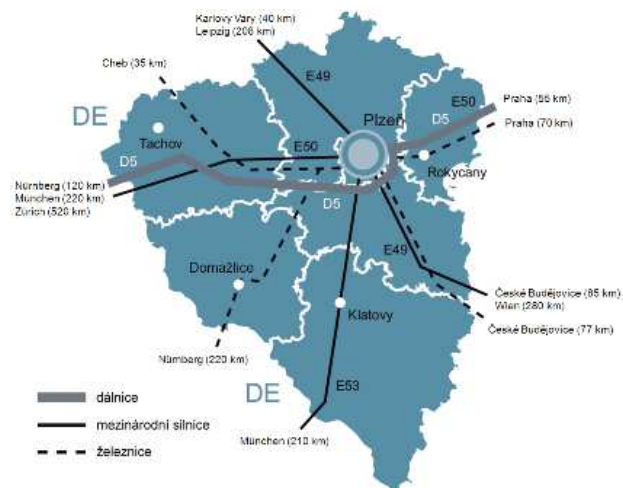 Karlovy Vary (40 km)
Leipzig (208 km)
Cheb (35 km)
E49
E50
Praha (55 km)
DE
Plzeň
D5
Praha (70 km)
Tachov
E50
Rokycany
D5
Nürnberg (120 km)
München (220 km)
Zürich (520 km)
D5
E49
Domažlice
České Budějovice (85 km)
Wien (280 km)
Klatovy
České Budějovice (77 km)
Nürnberg (220 km)
DE
E53
dálnice
mezinárodní silnice
München (210 km)
železnice